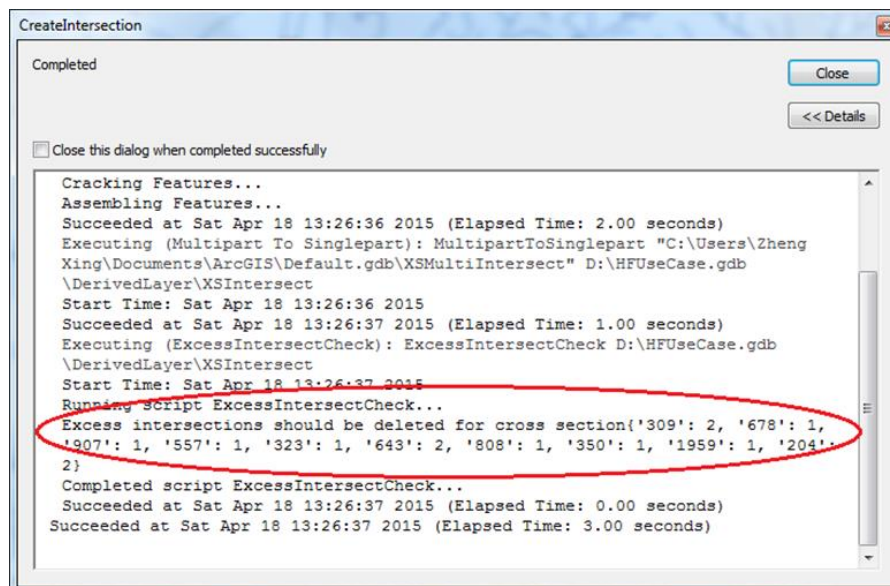 CreateIntersection
Completed
Close
<< Details
Close this dialog when completed successfully
Cracking Features...
Assembling Features...
Succeeded at Sat Apr 18 13:26:36 2015 (Elapsed Time: 2.00 seconds)
Executing (Multipart To Singlepart): MultipartToSinglepart "C:\Users\Zheng
Xing\Documents\ArcGIS\Default.gdb\XSMultiIntersect" D:\HFUseCase.gdb
\DerivedLayer\XSIntersect
Start Time: Sat Apr 18 13:26:36 2015
Succeeded at Sat Apr 18 13:26:37 2015 (Elapsed Time: 1.00 seconds)
Executing (ExcessIntersectCheck): ExcessIntersectCheck D:\HFUseCase.gdb
\DerivedLayer\XSIntersect
Start Time: Sat Apr 18 13:26:37 2015
Running script ExcessIntersectCheck...
Excess intersections should be deleted for cross section{'309': 2, '678': 1,
'907': 1, '557': 1, '323': 1, '643': 2, '808': 1, '350': 1, '1959': 1, '204':
2}
Completed script ExcessIntersectCheck...
Succeeded at Sat Apr 18 13:26:37 2015 (Elapsed Time: 0.00 seconds)
Succeeded at Sat Apr 18 13:26:37 2015 (Elapsed Time: 3.00 seconds)